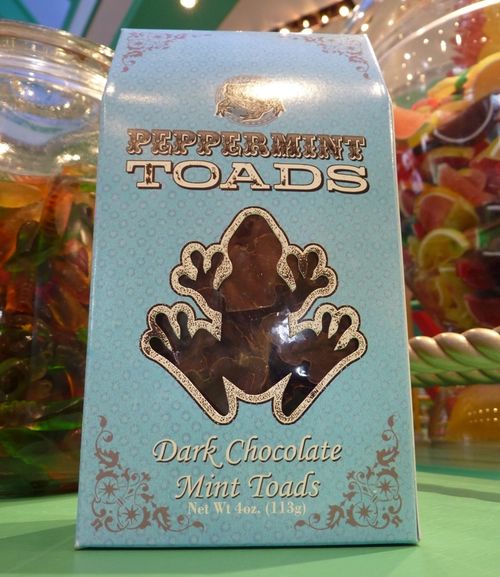 PEPPERMINT
TOADS
Dark Chocolate
Mint Toads
Net Wt 4oz. (113g)